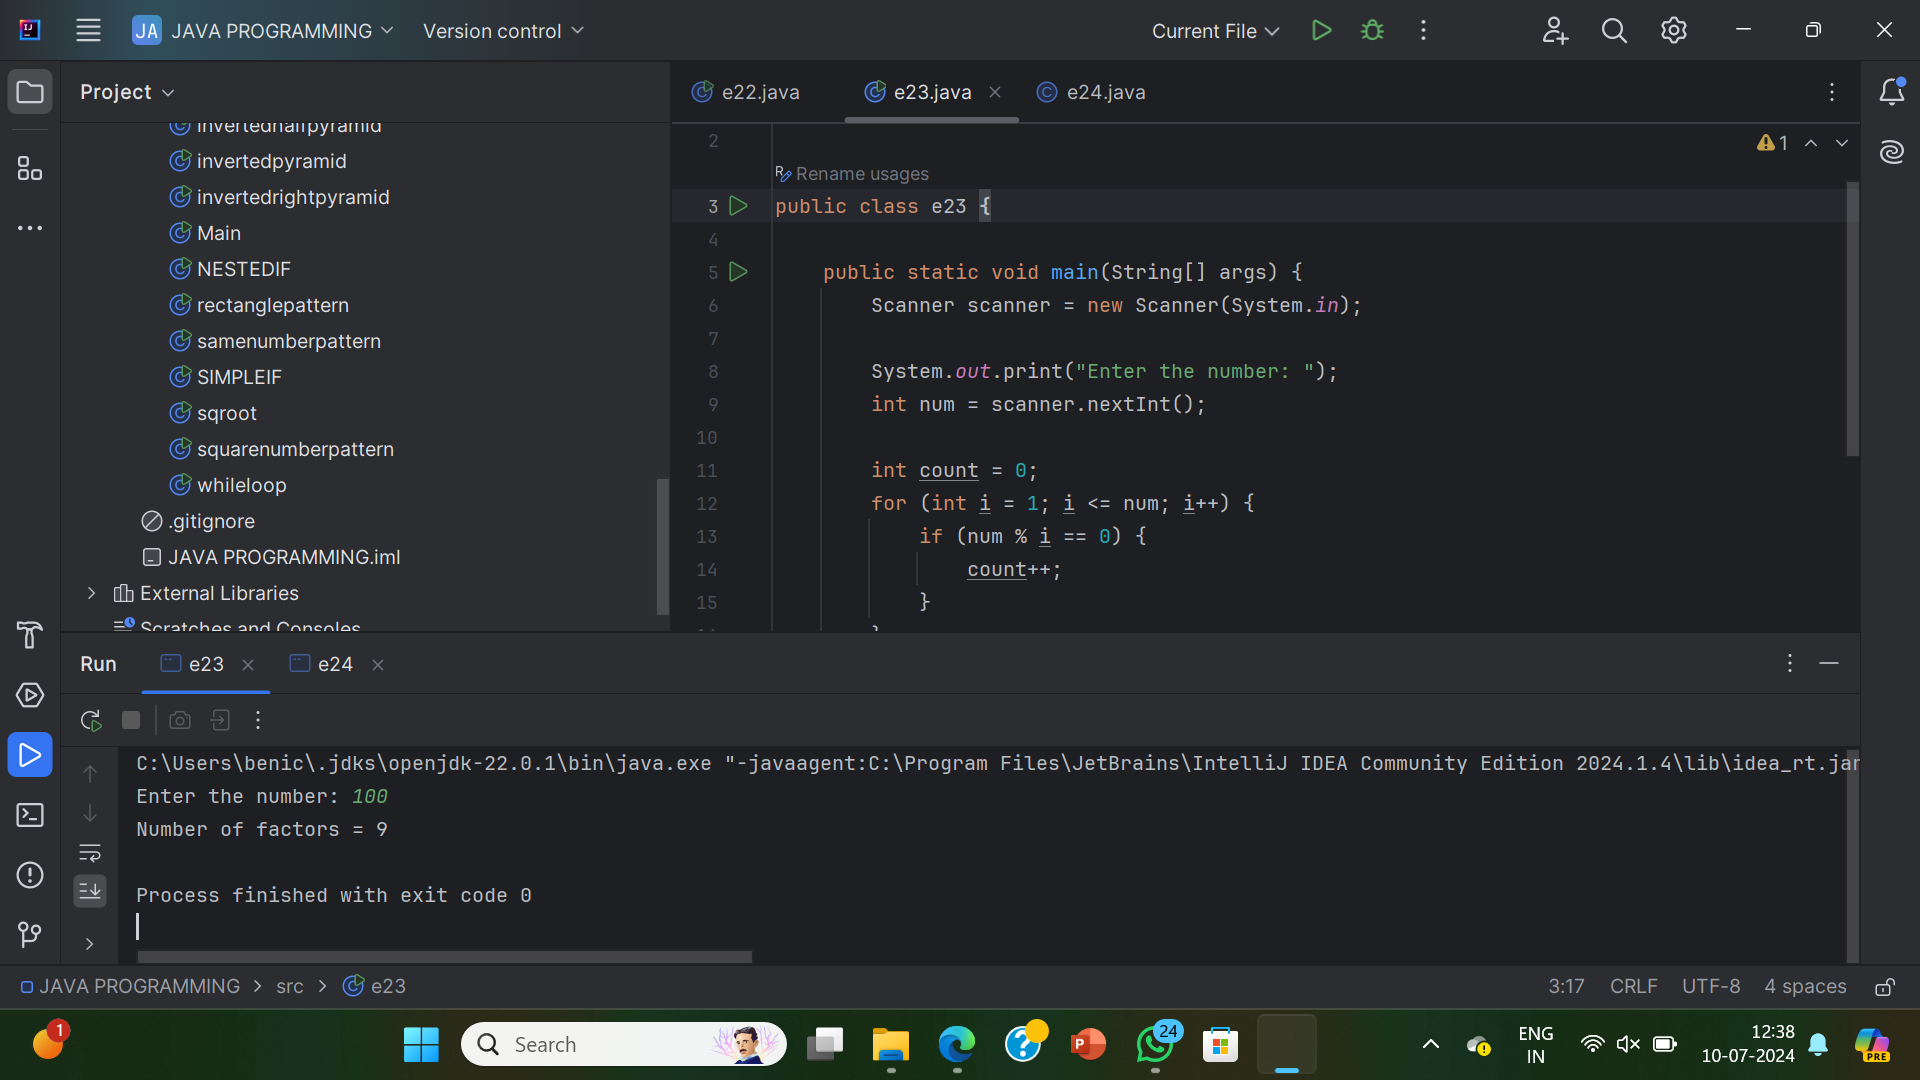 JA JAVA PROGRAMMING Version control Current File
Project
invertedhalfpyramid
invertedpyramid
invertedrightpyramid
Main
NESTEDIF
rectanglepattern
samenumberpattern
SIMPLEIF
sqroot
squarenumberpattern
whileloop
.gitignore
JAVA PROGRAMMING.iml
External Libraries
Scratches and Consoles
e22.java e23.java e24.java
1
2
Rename usages
3 public class e23 {
4
5 public static void main(String[] args) {
6 Scanner scanner = new Scanner(System.in);
7
8 System.out.print("Enter the number: ");
9 int num = scanner.nextInt();
10
11 int count = 0;
12 for (int i = 1; i <= num; i++) {
13 if (num % i == 0) {
14 count++;
15 }
}
Run e23 e24
C:\Users\benic\.jdks\openjdk-22.0.1\bin\java.exe "-javaagent:C:\Program Files\JetBrains\IntelliJ IDEA Community Edition 2024.1.4\lib\idea_rt.jar
Enter the number: 100
Number of factors = 9
Process finished with exit code 0
JAVA PROGRAMMING > src > e23 3:17 CRLF UTF-8 4 spaces
1 Search 24 ENG 12:38
IN 10-07-2024 PRE